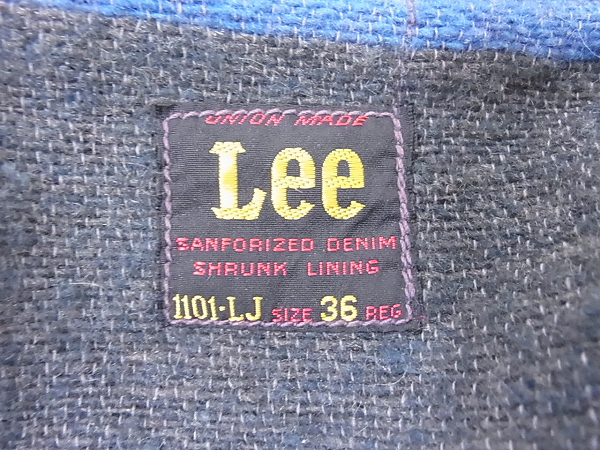 UNION MADE
Lee
SANFORIZED DENIM
SHRUNK LINING
1101-LJ SIZE 36 REG